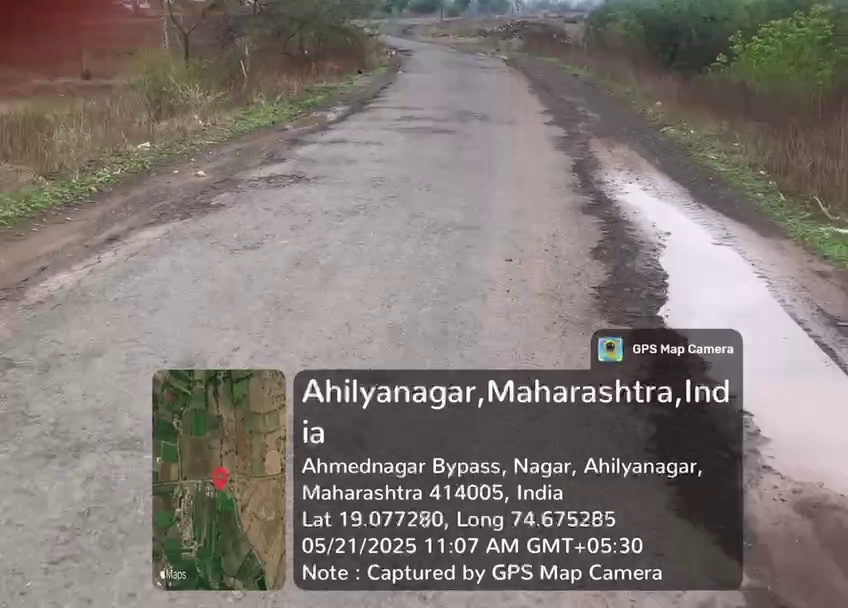 GPS Map Camera
Ahilyanagar,Maharashtra,Ind
ia
Ahmednagar Bypass, Nagar, Ahilyanagar,
Maharashtra 414005, India
Lat 19.077280, Long 74.675285
05/21/2025 11:07 AM GMT+05:30
Note : Captured by GPS Map Camera
Maps